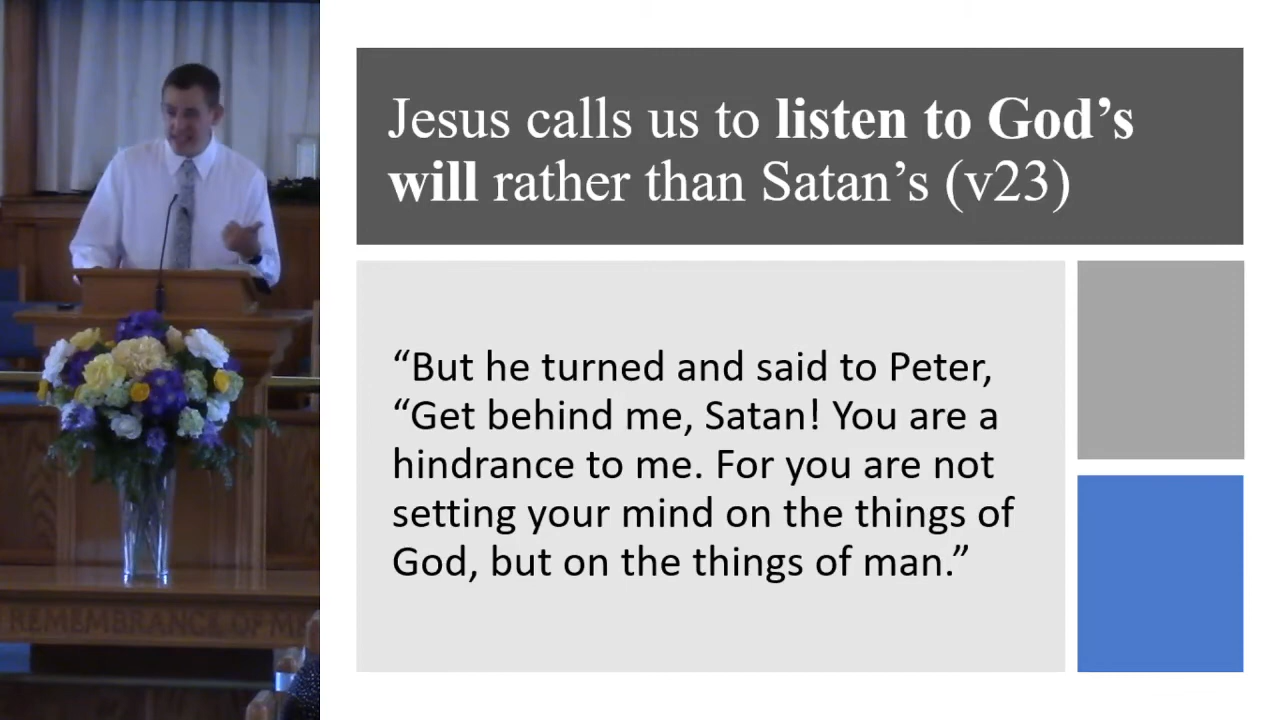 Jesus calls us to listen to God’s
will rather than Satan’s (v23)
“But he turned and said to Peter,
“Get behind me, Satan! You are a
hindrance to me. For you are not
setting your mind on the things of
God, but on the things of man.”
REMEMBRANCE OF